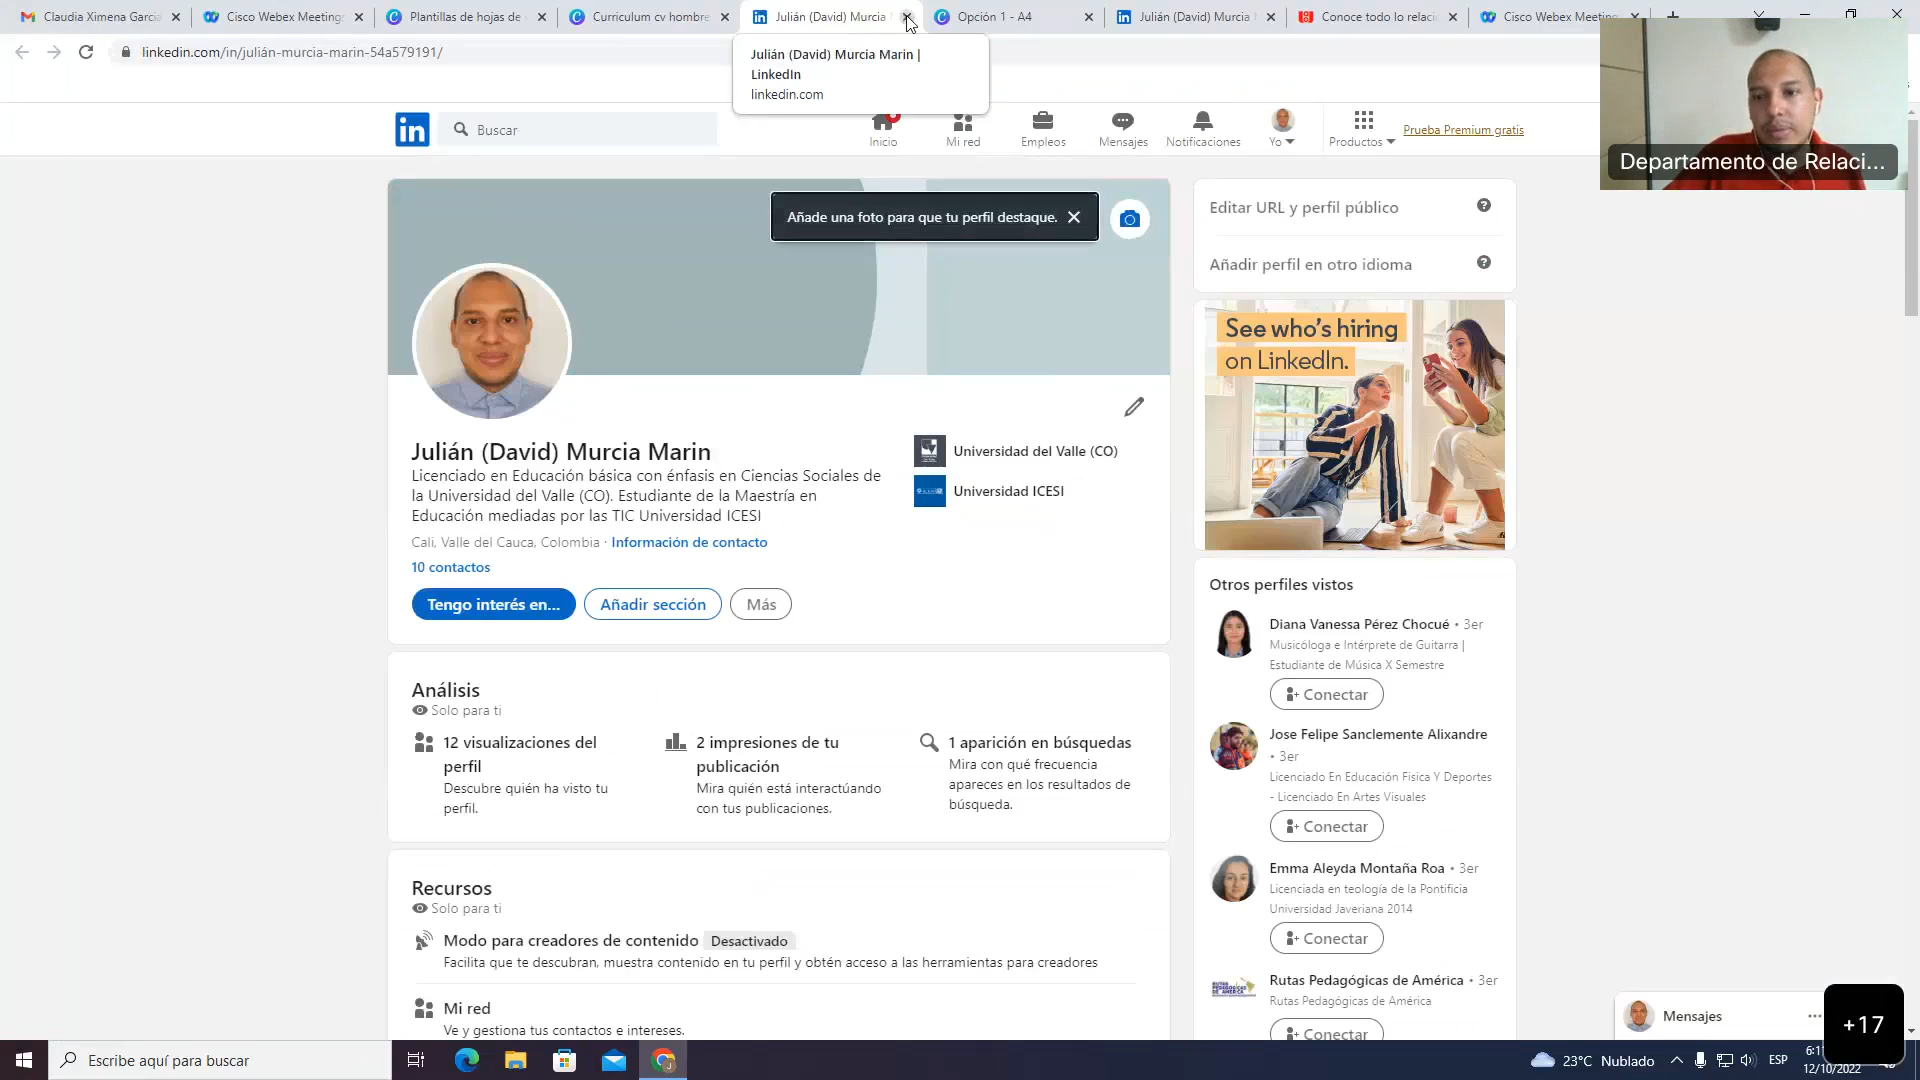 Claudia Ximena Garcia
Cisco Webex Meeting
Plantillas de hojas de
Curriculum cv hombre
Julián (David) Murcia
Opción 1 - A4
Julián (David) Murcia
Conoce todo lo relaci
Cisco Webex Meeting
linkedin.com/in/julián-murcia-marin-54a579191/
Julián (David) Murcia Marin |
LinkedIn
linkedin.com
Departamento de Relaci...
in
Buscar
Inicio
Mi red
Empleos
Mensajes
Notificaciones
Yo
Productos
Prueba Premium gratis
Añade una foto para que tu perfil destaque.
Julián (David) Murcia Marin
Licenciado en Educación básica con énfasis en Ciencias Sociales de
la Universidad del Valle (CO). Estudiante de la Maestría en
Educación mediadas por las TIC Universidad ICESI
Cali, Valle del Cauca, Colombia · Información de contacto
10 contactos
Tengo interés en...
Añadir sección
Más
Universidad del Valle (CO)
Universidad ICESI
Análisis
Solo para ti
12 visualizaciones del
perfil
Descubre quién ha visto tu
perfil.
2 impresiones de tu
publicación
Mira quién está interactúando
con tus publicaciones.
1 aparición en búsquedas
Mira con qué frecuencia
apareces en los resultados de
búsqueda.
Recursos
Solo para ti
Modo para creadores de contenido Desactivado
Facilita que te descubran, muestra contenido en tu perfil y obtén acceso a las herramientas para creadores
Mi red
Ve y gestiona tus contactos e intereses.
Editar URL y perfil público
Añadir perfil en otro idioma
See who's hiring
on LinkedIn.
Otros perfiles vistos
Diana Vanessa Pérez Chocué • 3er
Musicóloga e Intérprete de Guitarra |
Estudiante de Música X Semestre
Conectar
Jose Felipe Sanclemente Alixandre
• 3er
Licenciado En Educación Fisica Y Deportes
- Licenciado En Artes Visuales
Conectar
Emma Aleyda Montaña Roa • 3er
Licenciada en teología de la Pontificia
Universidad Javeriana 2014
Conectar
RUTAS
PEDAGÓGICAS
DE AMÉRICA
Rutas Pedagógicas de América • 3er
Rutas Pedagógicas de América
Conectar
Mensajes
+17
Escribe aquí para buscar
23°C Nublado
ESP
12/10/2022